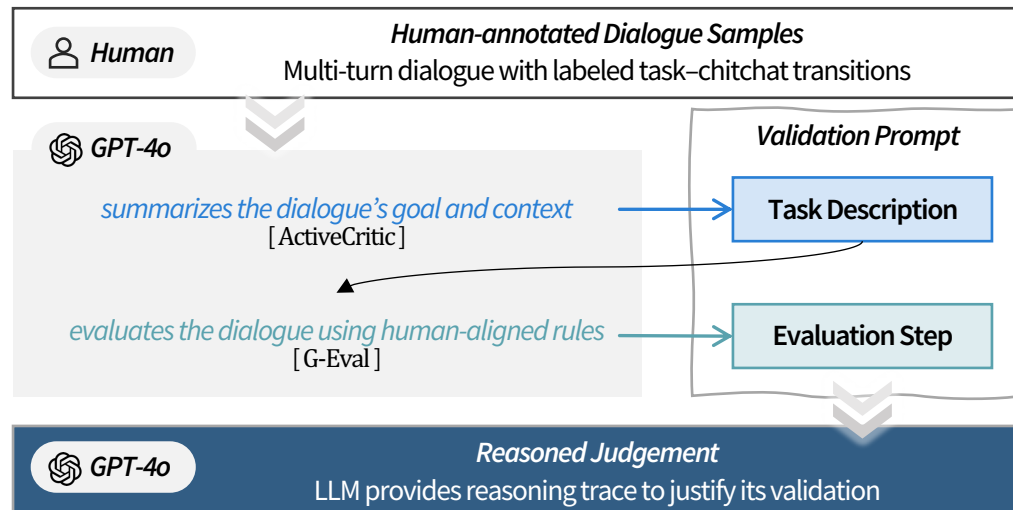 Human
Human-annotated Dialogue Samples
Multi-turn dialogue with labeled task–chitchat transitions
GPT-4o
Validation Prompt
summarizes the dialogue's goal and context
[ ActiveCritic ]
Task Description
evaluates the dialogue using human-aligned rules
[ G-Eval ]
Evaluation Step
GPT-4o
Reasoned Judgement
LLM provides reasoning trace to justify its validation